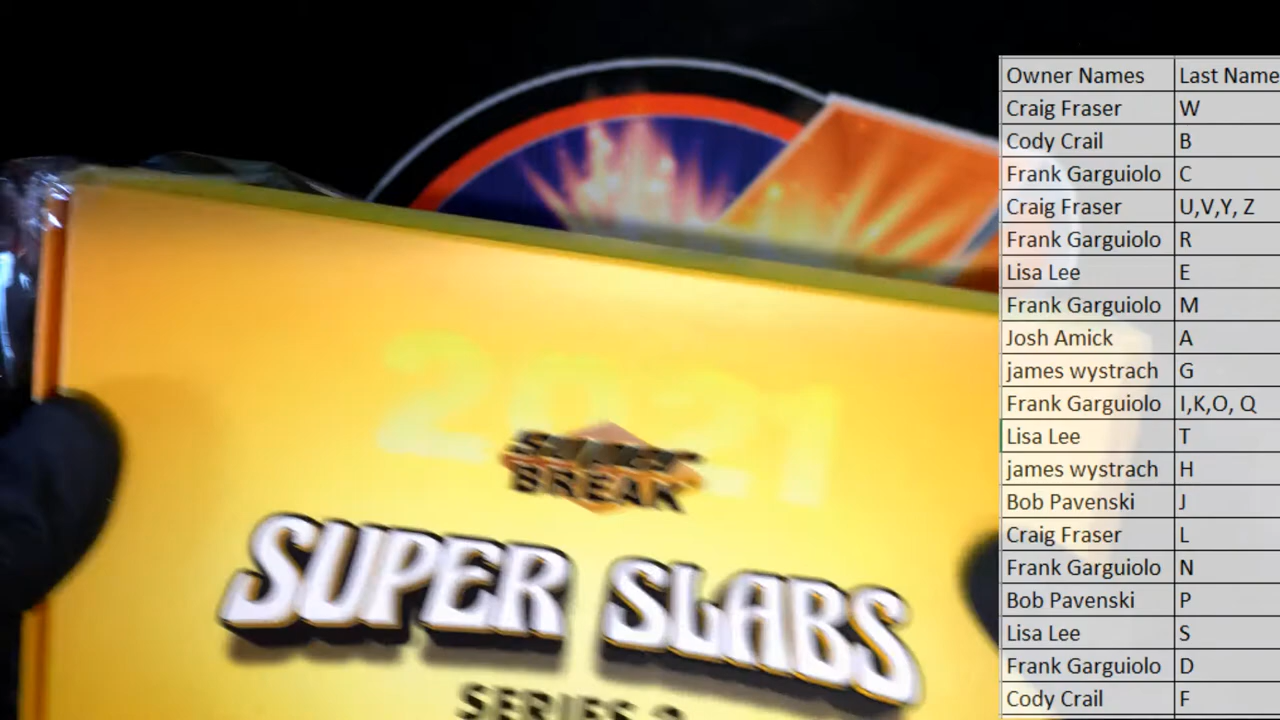 2021
SUPER
BREAK
SUPER SLABS
SERIES
Owner Names Last Name
Craig Fraser W
Cody Crail B
Frank Garguiolo C
Craig Fraser U,V,Y, Z
Frank Garguiolo R
Lisa Lee E
Frank Garguiolo M
Josh Amick A
james wystrach G
Frank Garguiolo I,K,O, Q
Lisa Lee T
james wystrach H
Bob Pavenski J
Craig Fraser L
Frank Garguiolo N
Bob Pavenski P
Lisa Lee S
Frank Garguiolo D
Cody Crail F